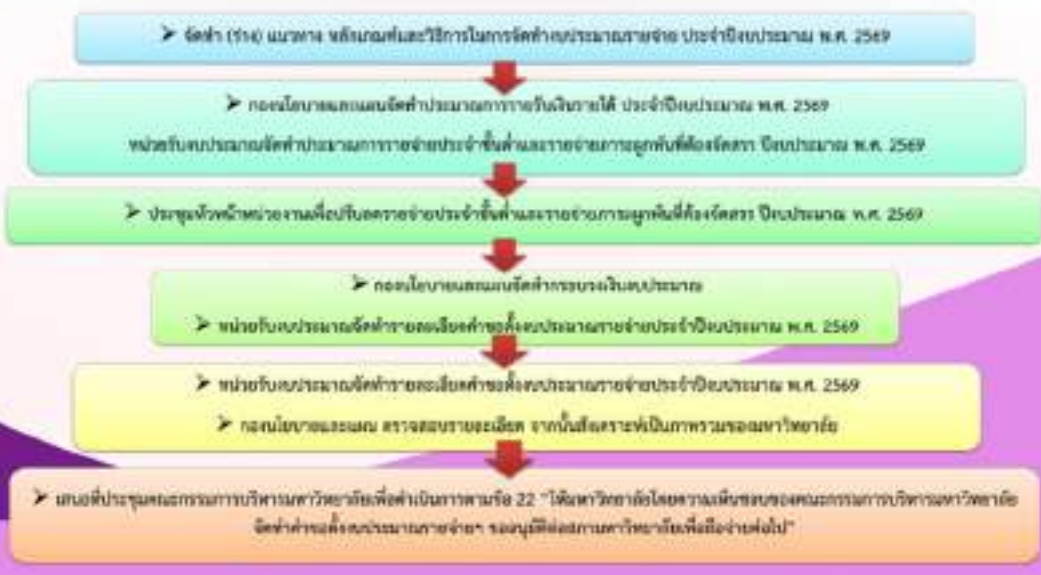 ➤ จัดทำ (ร่าง) แนวทาง หลักเกณฑ์และวิธีการในการจัดทำงบประมาณรายจ่าย ประจำปีงบประมาณ พ.ศ. 2569
➤ กองนโยบายและแผนจัดทำประมาณการรายรับเงินรายได้ ประจำปีงบประมาณ พ.ศ. 2569
หน่วยรับงบประมาณจัดทำประมาณการรายจ่ายประจำขั้นต่ำและรายจ่ายภาระผูกพันที่ต้องจัดสรร ปีงบประมาณ พ.ศ. 2569
➤ ประชุมหัวหน้าหน่วยงานเพื่อปรับลดรายจ่ายประจำขั้นต่ำและรายจ่ายภาระผูกพันที่ต้องจัดสรร ปีงบประมาณ พ.ศ. 2569
➤ กองนโยบายและแผนจัดทำกรอบวงเงินงบประมาณ
➤ หน่วยรับงบประมาณจัดทำรายละเอียดคำขอตั้งงบประมาณรายจ่ายประจำปีงบประมาณ พ.ศ. 2569
➤ หน่วยรับงบประมาณจัดทำรายละเอียดคำขอตั้งงบประมาณรายจ่ายประจำปีงบประมาณ พ.ศ. 2569
➤ กองนโยบายและแผน ตรวจสอบรายละเอียด จากนั้นสังเคราะห์เป็นภาพรวมของมหาวิทยาลัย
➤ เสนอที่ประชุมคณะกรรมการบริหารมหาวิทยาลัยเพื่อดำเนินการตามข้อ 22 "ให้มหาวิทยาลัยโดยความเห็นชอบของคณะกรรมการบริหารมหาวิทยาลัย
จัดทำคำขอตั้งงบประมาณรายจ่ายฯ ขออนุมัติต่อสภามหาวิทยาลัยเพื่อถือจ่ายต่อไป"